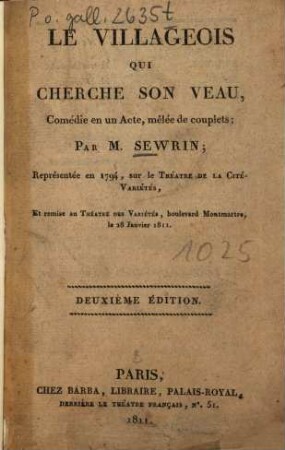 P.o. gall. 2635t
LE VILLAGEOIS
QUI
CHERCHE SON VEAU,
Comédie en un Acte, mêlée de couplets;
PAR M. SEWRIN;
Représentée en 1794, sur le THÉATRE DE LA CITÉ-
VARIÉTÉS,
Et remise au THÉATRE DES VARIÉTÉS, boulevard Montmartre,
le 28 Janvier 1811.
1025
DEUXIÈME ÉDITION.
PARIS,
CHEZ BARBA, LIBRAIRE, PALAIS-ROYAL,
DERRIÈRE LE THÉATRE FRANÇAIS, N°. 51.
1811.